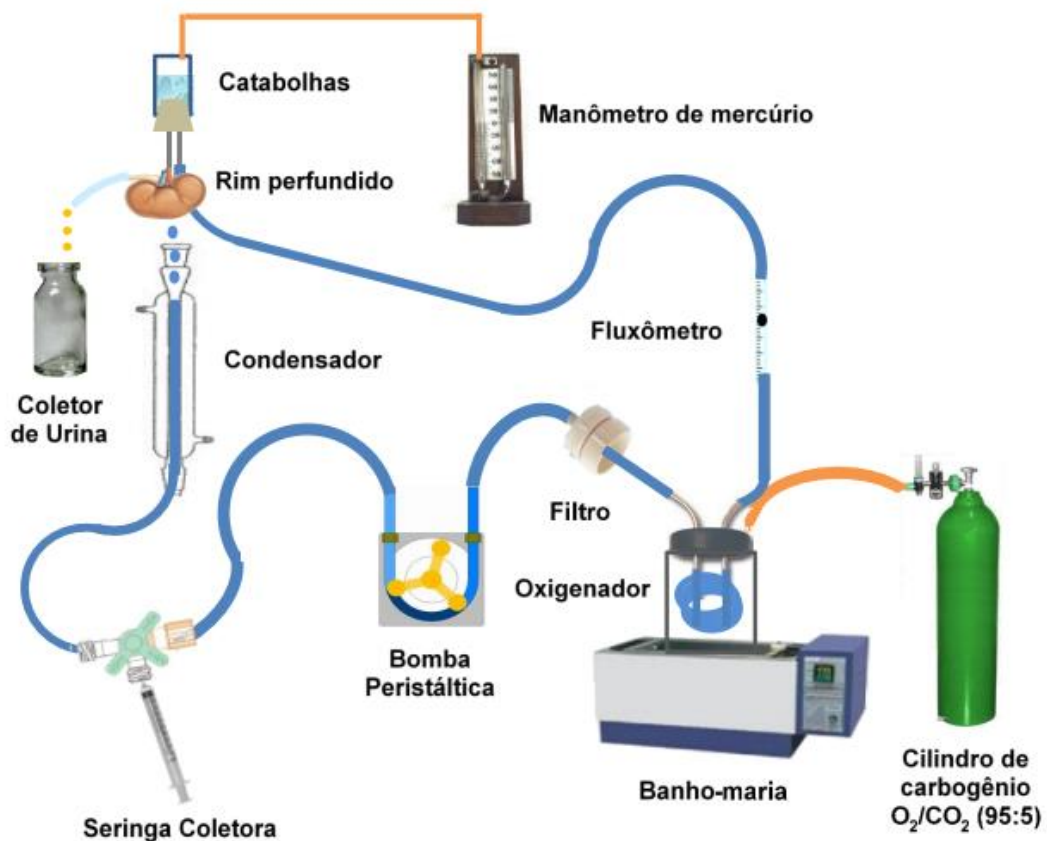 Catabolhas
Manômetro de mercúrio
Rim perfundido
Fluxômetro
Condensador
Coletor
de Urina
Filtro
Oxigenador
Bomba
Peristáltica
Banho-maria
Cilindro de
carbogênio
O₂/CO₂ (95:5)
Seringa Coletora